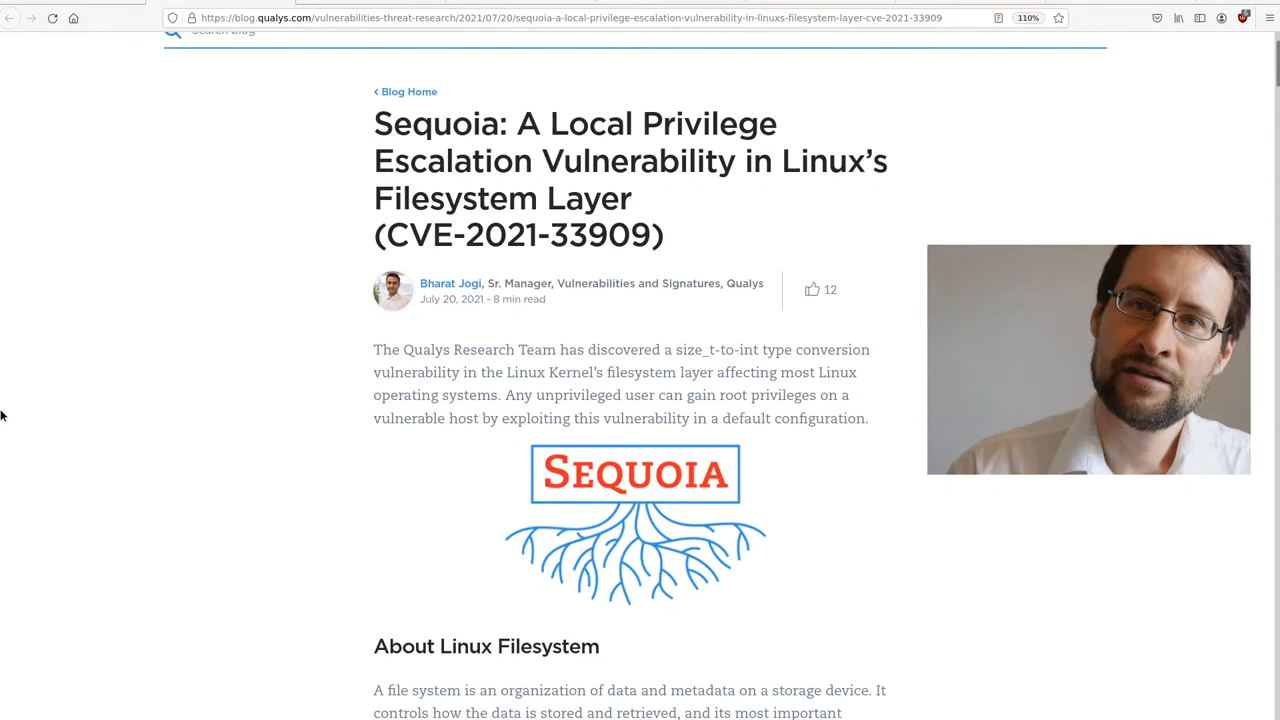 https://blog.qualys.com/vulnerabilities-threat-research/2021/07/20/sequoia-a-local-privilege-escalation-vulnerability-in-linuxs-filesystem-layer-cve-2021-33909
110%
6
Search blog
Blog Home
Sequoia: A Local Privilege
Escalation Vulnerability in Linux's
Filesystem Layer
(CVE-2021-33909)
Bharat Jogi, Sr. Manager, Vulnerabilities and Signatures, Qualys
July 20, 2021 - 8 min read
12
The Qualys Research Team has discovered a size_t-to-int type conversion
vulnerability in the Linux Kernel's filesystem layer affecting most Linux
operating systems. Any unprivileged user can gain root privileges on a
vulnerable host by exploiting this vulnerability in a default configuration.
SEQUOIA
About Linux Filesystem
A file system is an organization of data and metadata on a storage device. It
controls how the data is stored and retrieved, and its most important